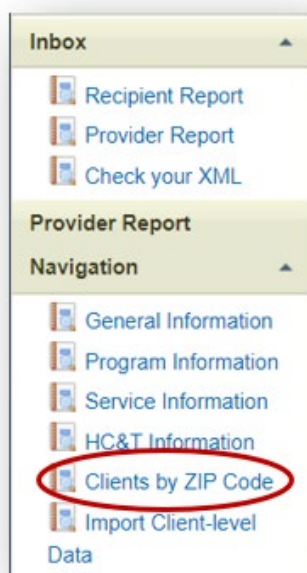 Inbox
Recipient Report
Provider Report
Check your XML
Provider Report
Navigation
General Information
Program Information
Service Information
HC&T Information
Clients by ZIP Code
Import Client-level
Data